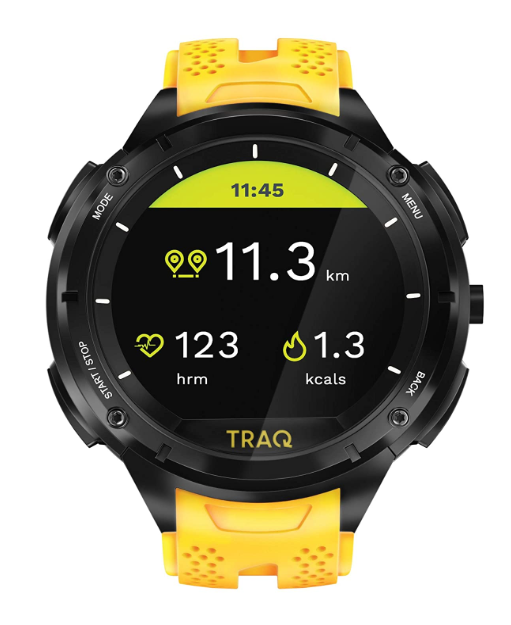 11:45
MODE
MENU
11.3 km
123 1.3
hrm kcals
START / STOP
BACK
TRAQ